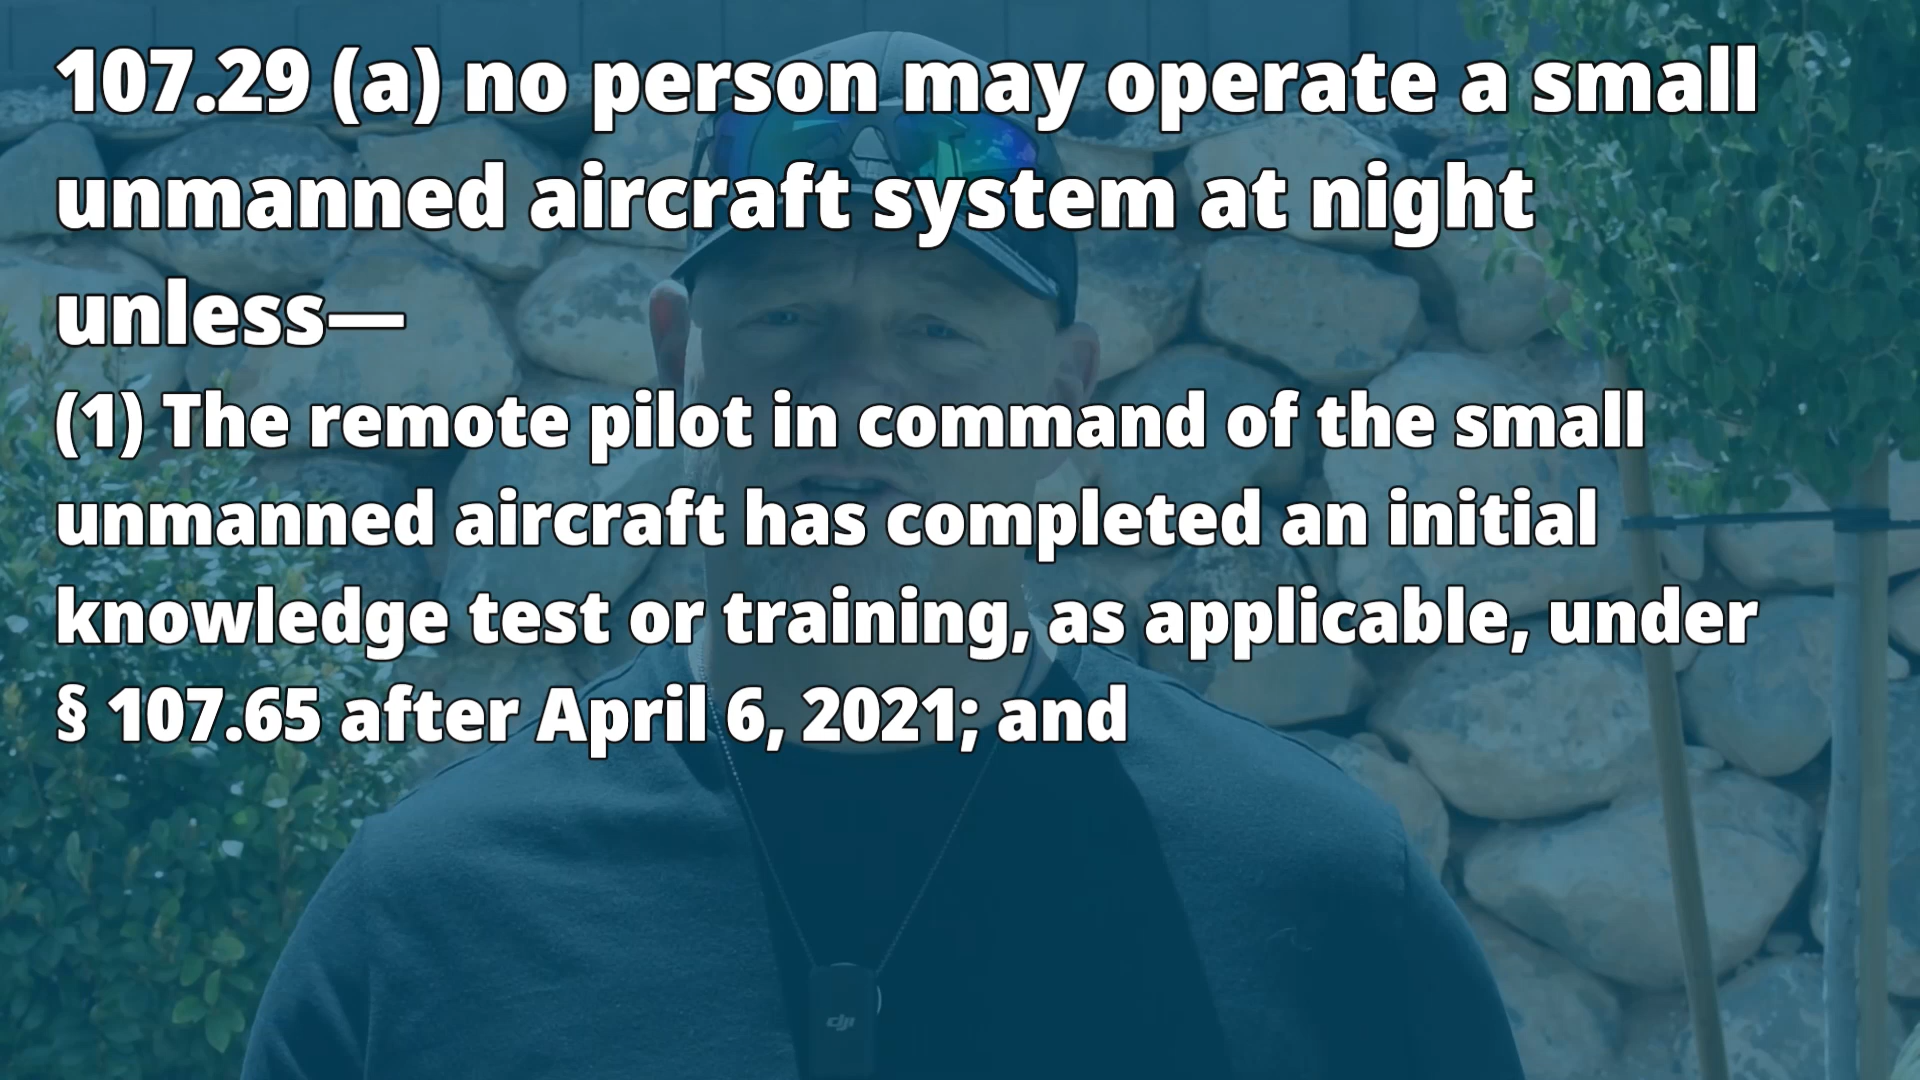 107.29 (a) no person may operate a small
unmanned aircraft system at night
unless—
(1) The remote pilot in command of the small
unmanned aircraft has completed an initial
knowledge test or training, as applicable, under
§ 107.65 after April 6, 2021; and
dji